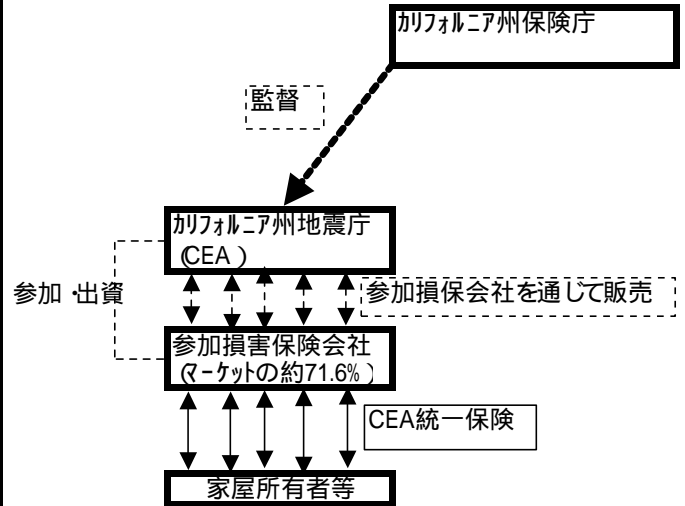 ｶﾘﾌｫﾙﾆｱ州保険庁
監督
ｶﾘﾌｫﾙﾆｱ州地震庁
(CEA)
参加・出資
参加損保会社を通じて販売
参加損害保険会社
(ﾏｰｹｯﾄの約71.6%)
CEA統一保険
家屋所有者等